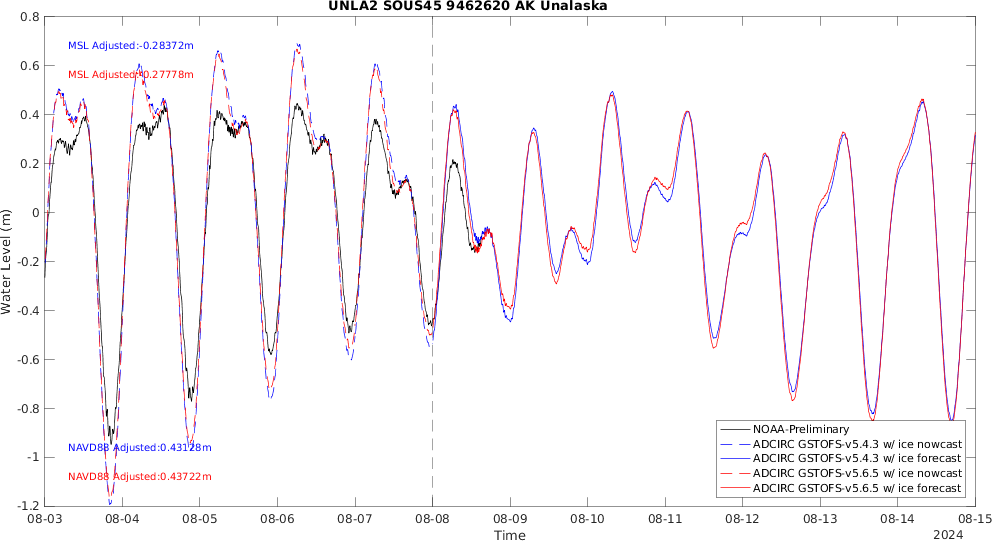 UNLA2 SOUS45 9462620 AK Unalaska
MSL Adjusted:-0.28372m
MSL Adjusted:-0.27778m
NAVD88 Adjusted:0.43128m
NAVD88 Adjusted:0.43722m
Water Level (m)
0.8
0.6
0.4
0.2
0
-0.2
-0.4
-0.6
-0.8
-1
-1.2
NOAA-Preliminary
ADCIRC GSTOFS-v5.4.3 w/ ice nowcast
ADCIRC GSTOFS-v5.4.3 w/ ice forecast
ADCIRC GSTOFS-v5.6.5 w/ ice nowcast
ADCIRC GSTOFS-v5.6.5 w/ ice forecast
08-03 08-04 08-05 08-06 08-07 08-08 08-09 08-10 08-11 08-12 08-13 08-14 08-15
Time
2024